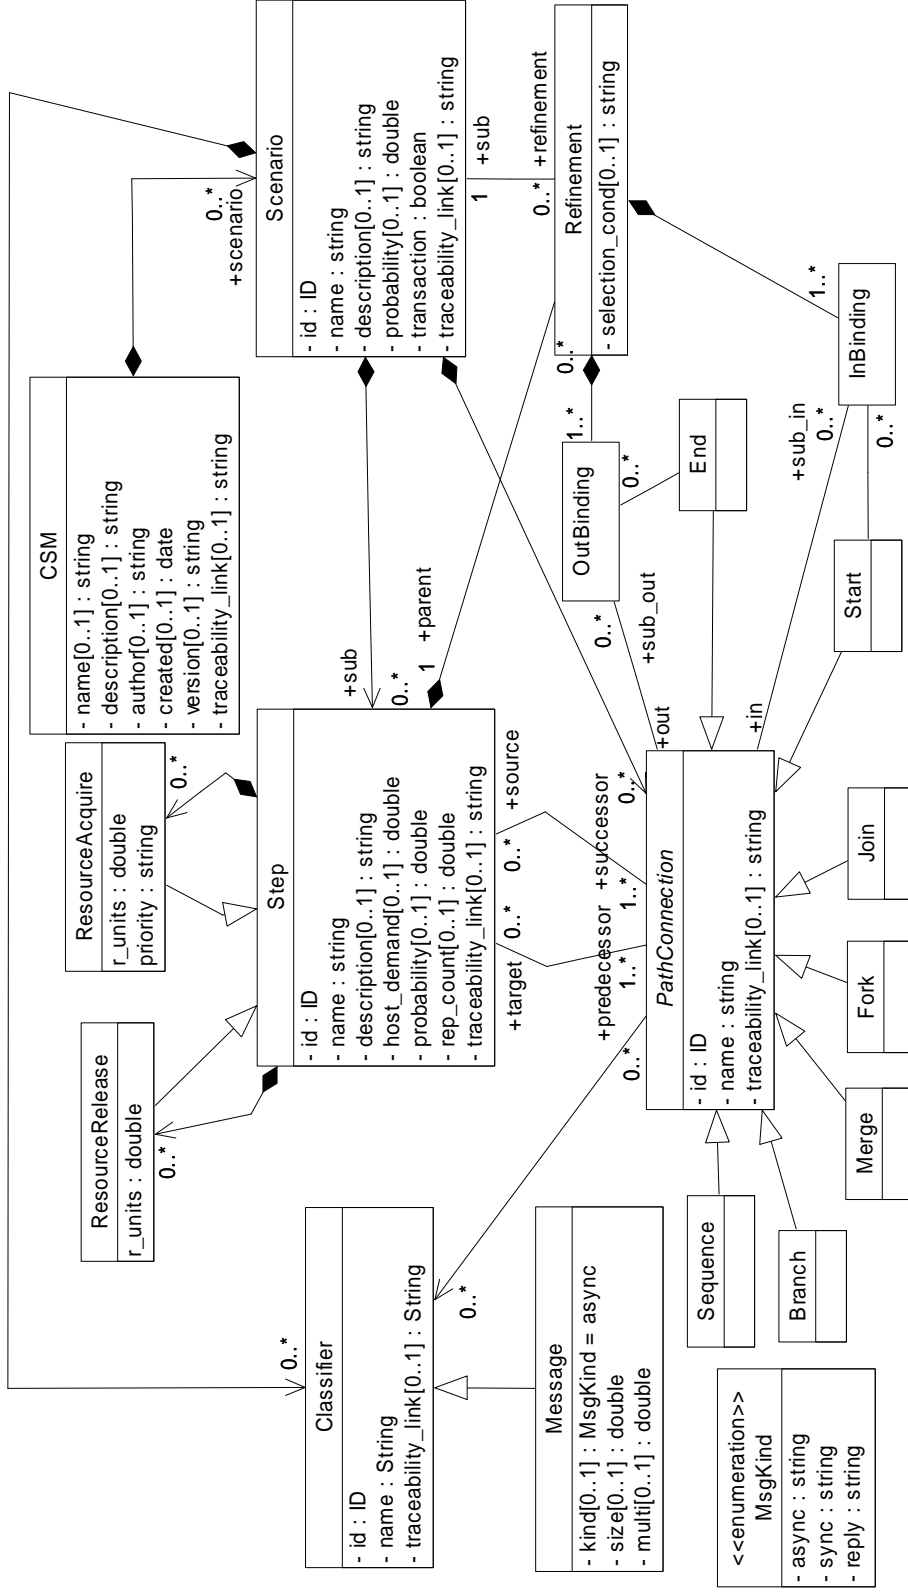 CSM
- name[0..1] : string
- description[0..1] : string
- author[0..1] : string
- created[0..1] : date
- version[0..1] : string
- traceability_link[0..1] : string
0..*
+scenario
Scenario
- id : ID
- name : string
- description[0..1] : string
- probability[0..1] : double
- transaction : boolean
- traceability_link[0..1] : string
1
+sub
0..*
+refinement
Refinement
- selection_cond[0..1] : string
ResourceRelease
r_units : double
0..*
ResourceAcquire
r_units : double
priority : string
0..*
Step
- id : ID
- name : string
- description[0..1] : string
- host_demand[0..1] : double
- probability[0..1] : double
- rep_count[0..1] : double
- traceability_link[0..1] : string
+sub
0..*
1
+parent
0..*
1..*
OutBinding
0..*
End
0..*
+sub_out
+out
1..*
InBinding
+sub_in
0..*
0..*
Start
+in
+target
0..*
0..*
+source
+predecessor
1..*
+successor
1..*
0..*
0..*
PathConnection
- id : ID
- name : string
- traceability_link[0..1] : string
0..*
0..*
Classifier
- id : ID
- name : String
- traceability_link[0..1] : String
Message
- kind[0..1] : MsgKind = async
- size[0..1] : double
- multi[0..1] : double
Sequence
Branch
Merge
Fork
Join
<<enumeration>>
MsgKind
- async : string
- sync : string
- reply : string